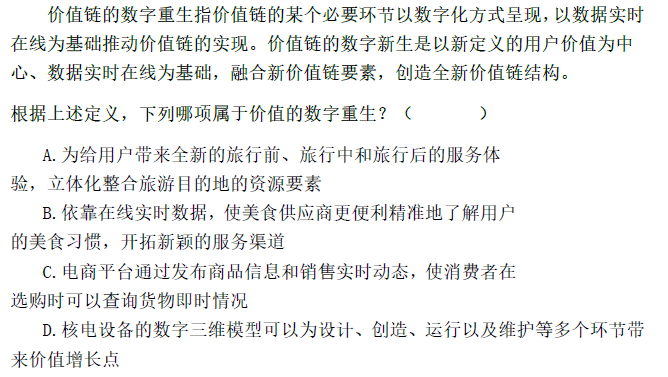 价值链的数字重生指价值链的某个必要环节以数字化方式呈现，以数据实时
在线为基础推动价值链的实现。价值链的数字新生是以新定义的用户价值为中
心、数据实时在线为基础，融合新价值链要素，创造全新价值链结构。
根据上述定义，下列哪项属于价值的数字重生？（　　）
A.为给用户带来全新的旅行前、旅行中和旅行后的服务体
验，立体化整合旅游目的地的资源要素
B.依靠在线实时数据，使美食供应商更便利精准地了解用户
的美食习惯，开拓新颖的服务渠道
C.电商平台通过发布商品信息和销售实时动态，使消费者在
选购时可以查询货物即时情况
D.核电设备的数字三维模型可以为设计、创造、运行以及维护等多个环节带
来价值增长点